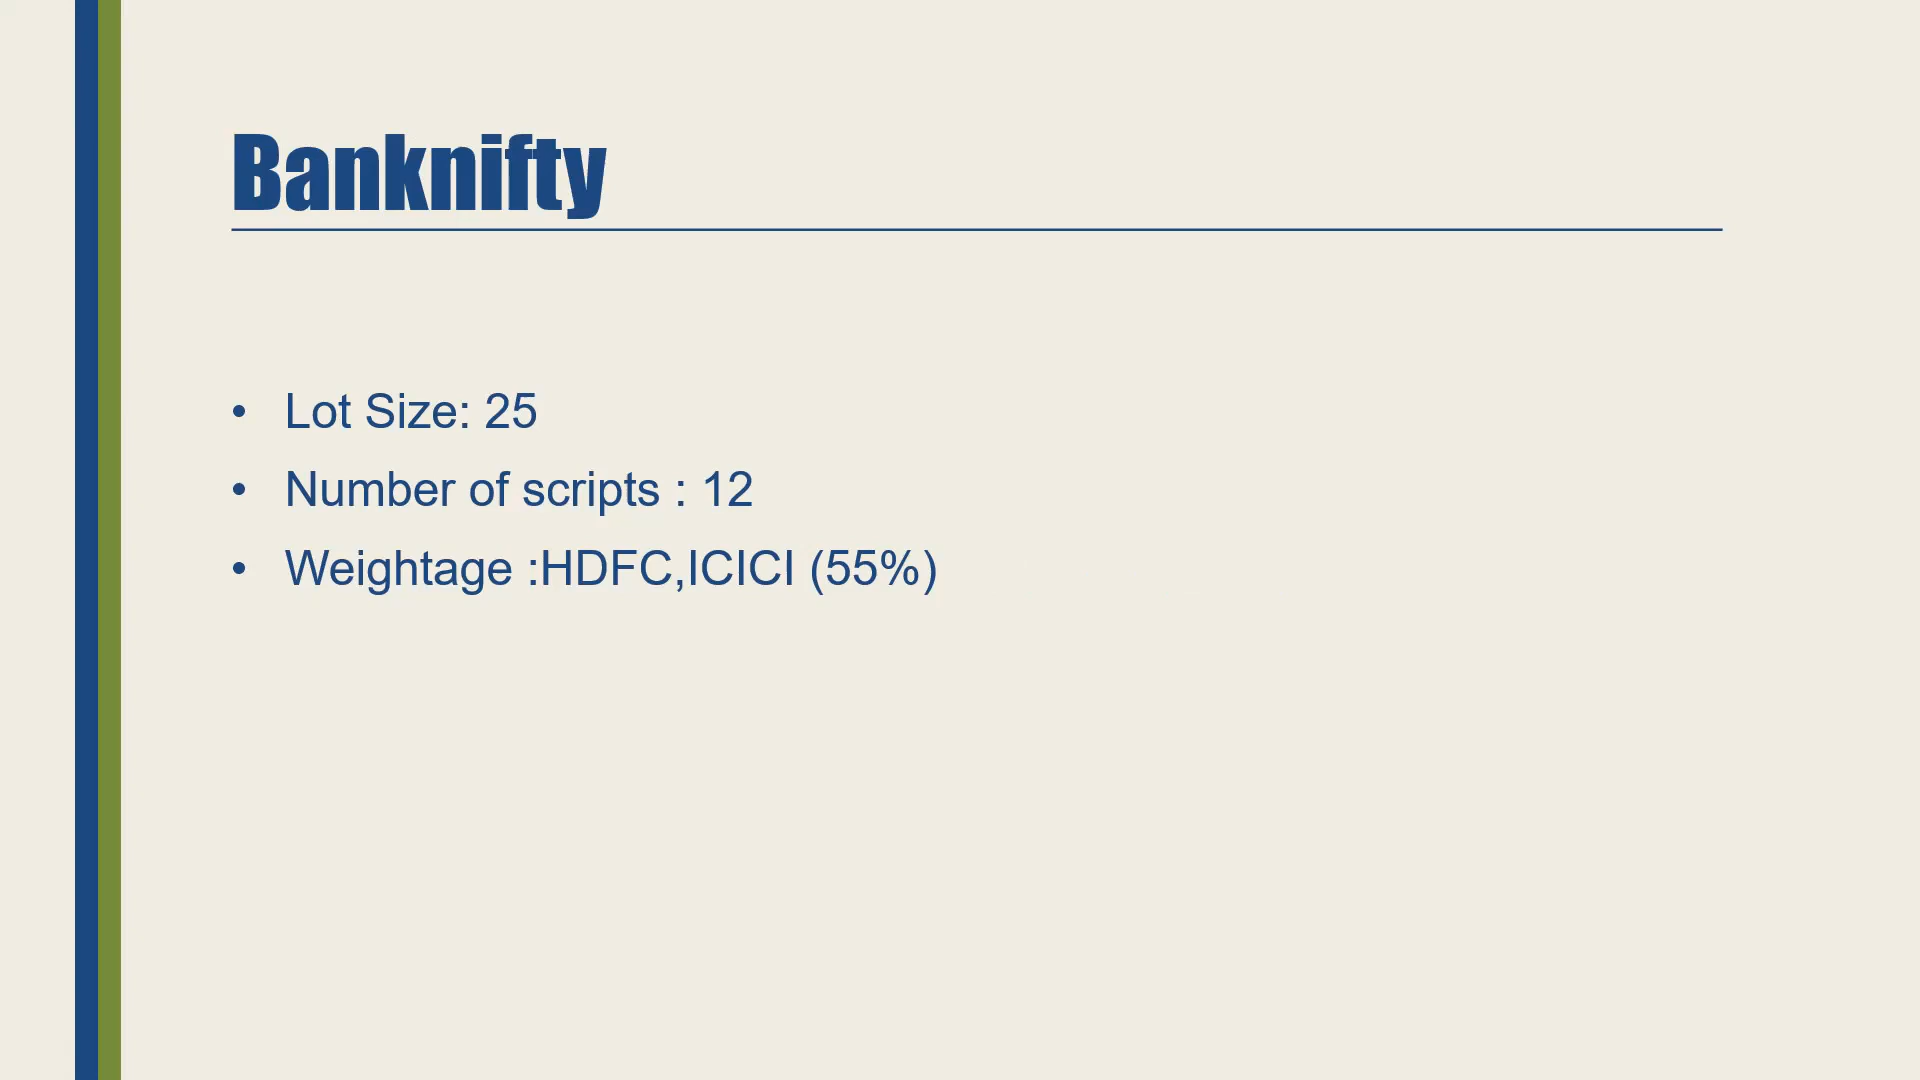 Banknifty
• Lot Size: 25
• Number of scripts : 12
• Weightage :HDFC,ICICI (55%)